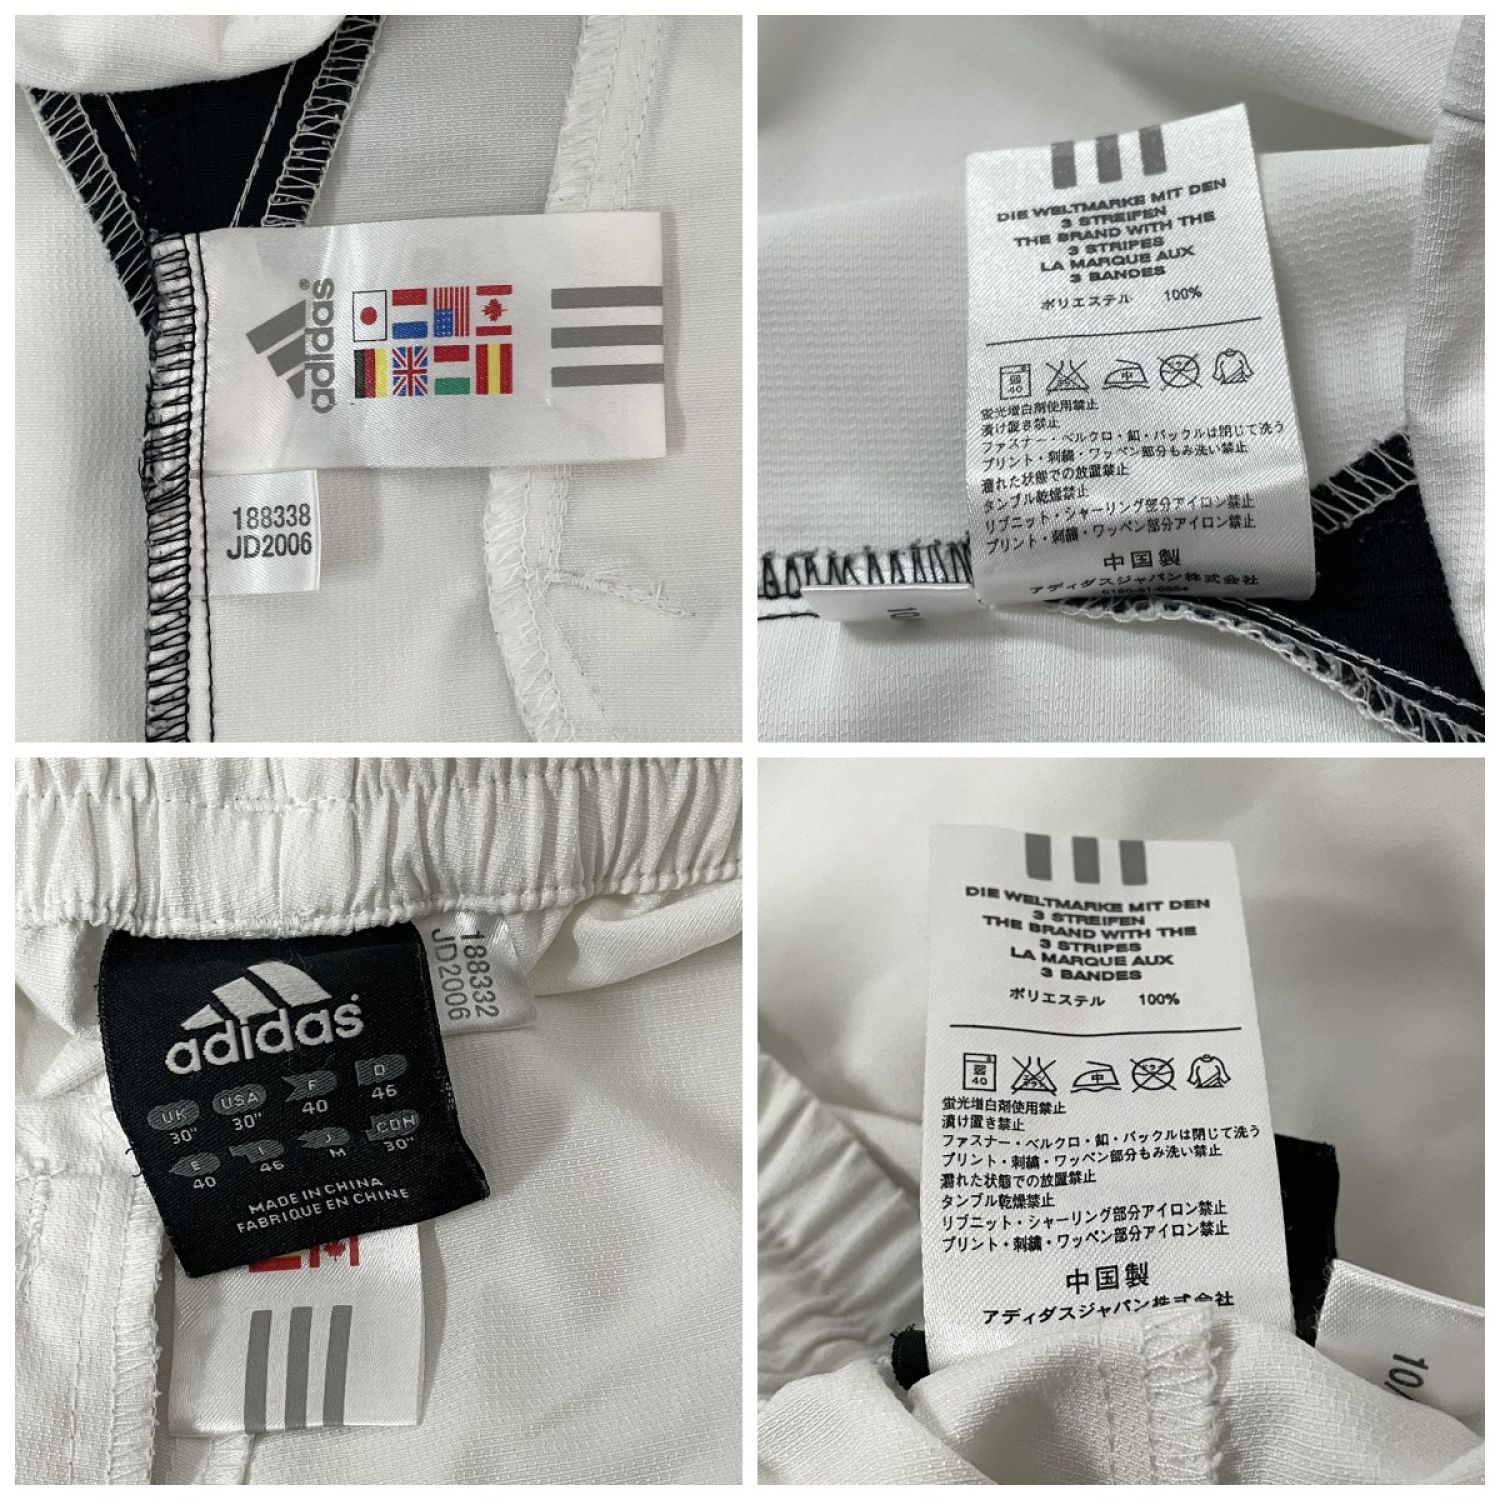 adidas
188338
JD2006
DIE WELTMARKE MIT DEN
3 STREIFEN
THE BRAND WITH THE
3 STRIPES
LA MARQUE AUX
3 BANDES
ポリエステル 100%
40
中
蛍光増白剤使用禁止
漬け置き禁止
ファスナー・ベルクロ・釦・バックルは閉じて洗う
プリント・刺繍・ワッペン部分もみ洗い禁止
濡れた状態での放置禁止
タンブル乾燥禁止
リブニット・シャーリング部分アイロン禁止
プリント・刺繍・ワッペン部分アイロン禁止
中国製
アディダスジャパン株式会社
10
188332
JD2006
adidas
UK USA F D
30" 30" 40 46
E I J CDN
40 46 M 30"
MADE IN CHINA
FABRIQUE EN CHINE
DIE WELTMARKE MIT DEN
3 STREIFEN
THE BRAND WITH THE
3 STRIPES
LA MARQUE AUX
3 BANDES
ポリエステル 100%
40
中
蛍光増白剤使用禁止
漬け置き禁止
ファスナー・ベルクロ・釦・バックルは閉じて洗う
プリント・刺繍・ワッペン部分もみ洗い禁止
濡れた状態での放置禁止
タンブル乾燥禁止
リブニット・シャーリング部分アイロン禁止
プリント・刺繍・ワッペン部分アイロン禁止
中国製
アディダスジャパン株式会社
10/